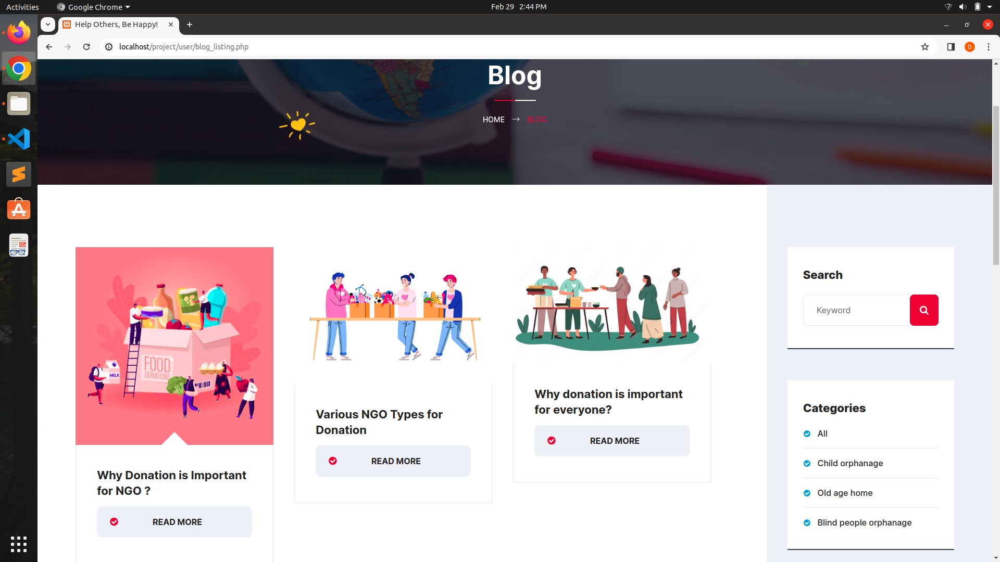 Activities
Google Chrome
Feb 29 2:44 PM
Help Others, Be Happy!
localhost/project/user/blog_listing.php
D
Blog
HOME
BLOG
FOOD
DONATIONS
MILK
Why Donation is Important
for NGO ?
READ MORE
Various NGO Types for
Donation
READ MORE
Why donation is important
for everyone?
READ MORE
Search
Keyword
Categories
All
Child orphanage
Old age home
Blind people orphanage